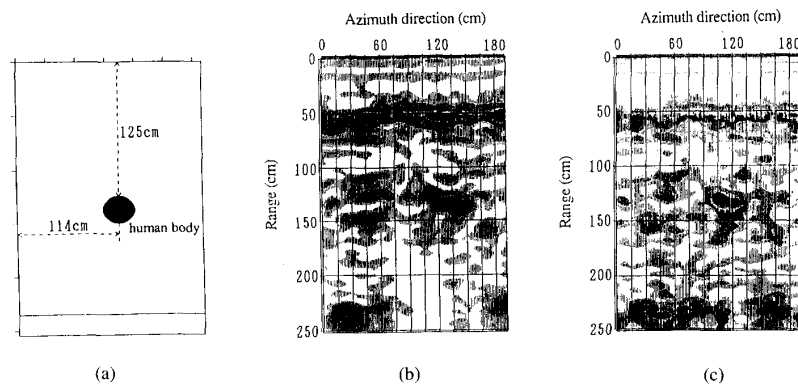 125cm
114cm
human body
(a)
Azimuth direction (cm)
0 60 120 180
0
50
100
150
200
250
Range (cm)
(b)
Azimuth direction (cm)
0 60 120 180
0
50
100
150
200
250
Range (cm)
(c)